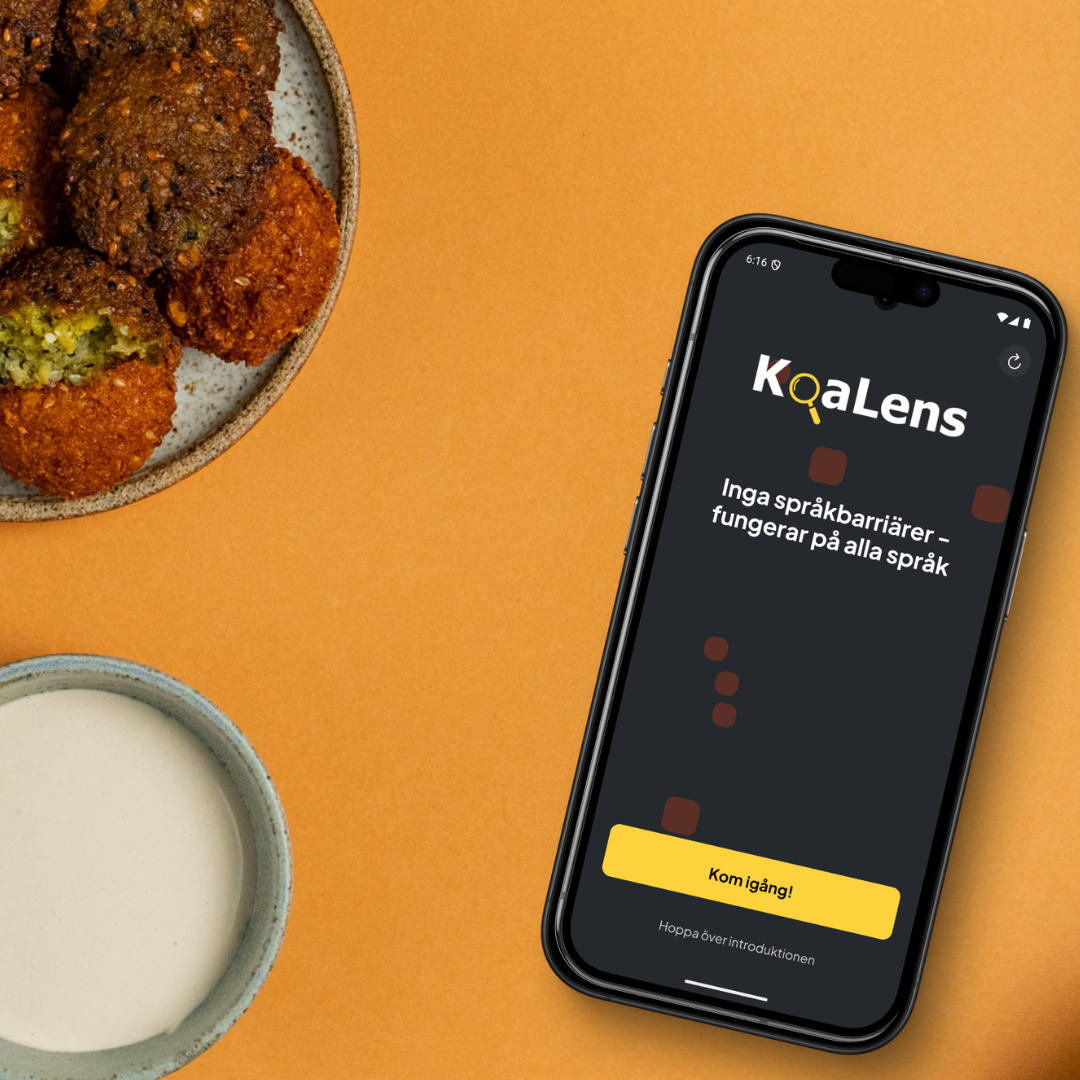 6:16
KoaLens
Inga språkbarriärer –
fungerar på alla språk
Kom igång!
Hoppa över introduktionen